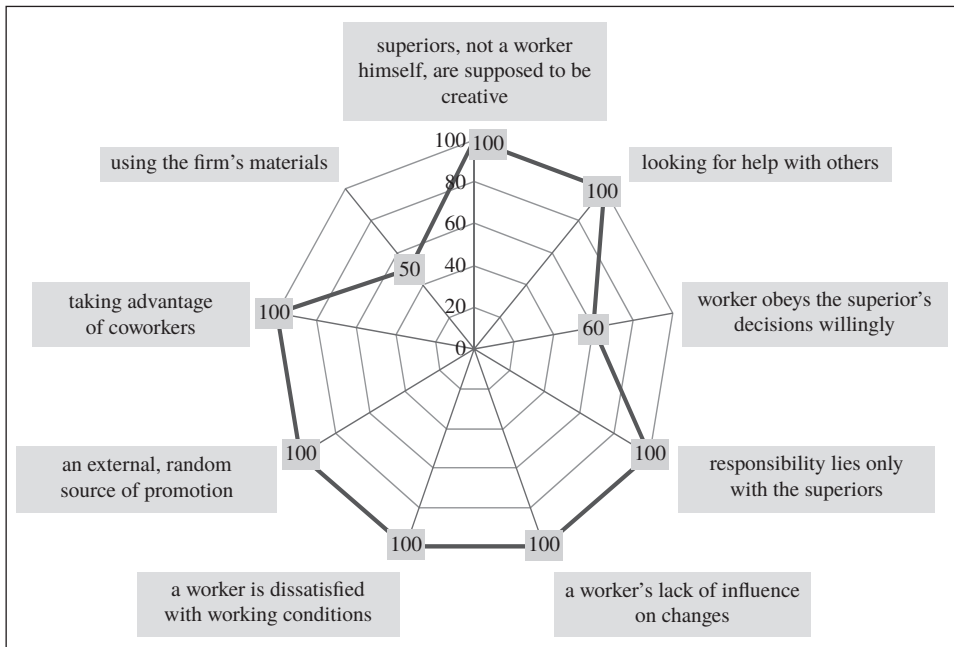 superiors, not a worker
himself, are supposed to be
creative
using the firm's materials
looking for help with others
100
100
100
80
60
50
40
20
0
taking advantage
of coworkers
100
worker obeys the superior's
decisions willingly
60
an external, random
source of promotion
100
responsibility lies only
with the superiors
100
a worker is dissatisfied
with working conditions
100
a worker's lack of influence
on changes
100